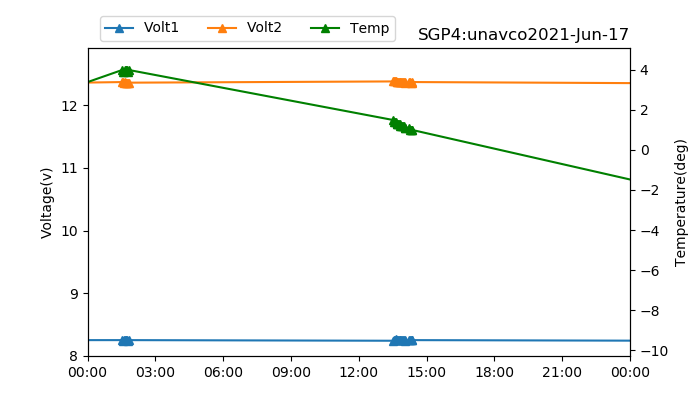 Volt1 Volt2 Temp
SGP4:unavco2021-Jun-17
12
11
10
9
8
Voltage(v)
4
2
0
−2
−4
−6
−8
−10
Temperature(deg)
00:00 03:00 06:00 09:00 12:00 15:00 18:00 21:00 00:00